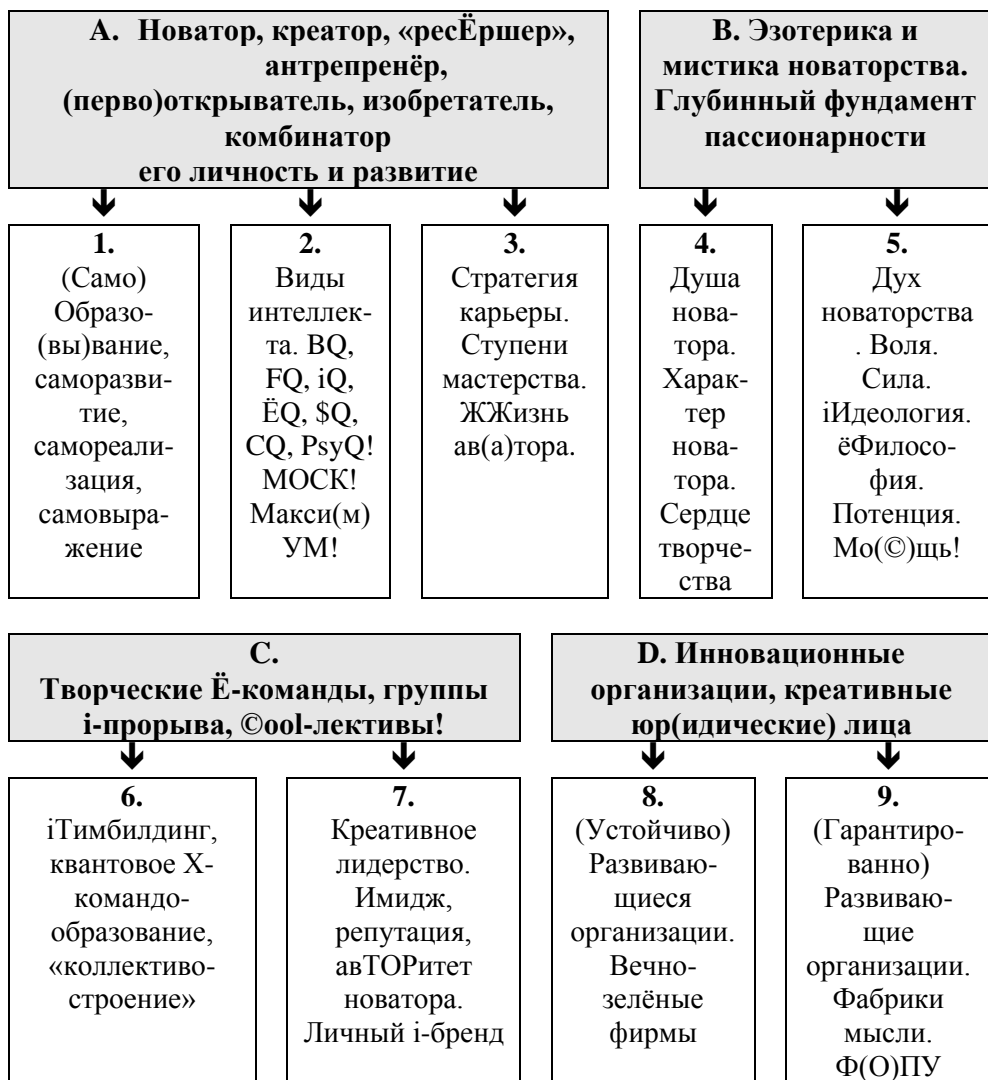 A. Новатор, креатор, «ресЁршер»,
антрепренёр,
(перво)открыватель, изобретатель,
комбинатор
его личность и развитие
B. Эзотерика и
мистика новаторства.
Глубинный фундамент
пассионарности
1.
(Само)
Образо-
(вы)вание,
саморазви-
тие,
самореали-
зация,
самовыра-
жение
2.
Виды
интеллек-
та. BQ,
FQ, iQ,
ЁQ, $Q,
CQ, PsyQ!
МОСК!
Макси(м)
УМ!
3.
Стратегия
карьеры.
Ступени
мастерства.
ЖЖизнь
ав(а)тора.
4.
Душа
нова-
тора.
Харак-
тер
нова-
тора.
Сердце
творче-
ства
5.
Дух
новаторства
. Воля.
Сила.
iИдеология.
ёФилосо-
фия.
Потенция.
Мо(©)щь!
C.
Творческие Ё-команды, группы
i-прорыва, ©ool-лективы!
D. Инновационные
организации, креативные
юр(идические) лица
6.
iТимбилдинг,
квантовое X-
командо-
образование,
«коллективо-
строение»
7.
Креативное
лидерство.
Имидж,
репутация,
авТОРитет
новатора.
Личный i-бренд
8.
(Устойчиво)
Развиваю-
щиеся
организации.
Вечно-
зелёные
фирмы
9.
(Гарантиро-
ванно)
Развиваю-
щие
организации.
Фабрики
мысли.
Ф(О)ПУ